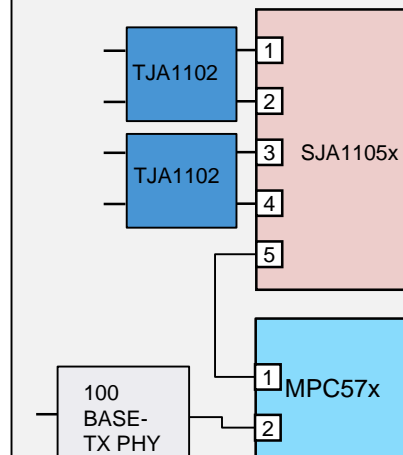 TJA1102
1
2
TJA1102
3
4
SJA1105x
5
1
MPC57x
2
100
BASE-
TX PHY